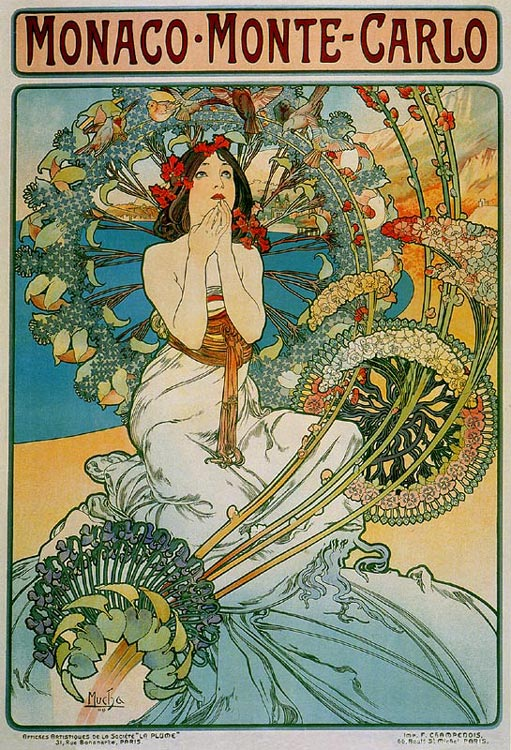 MONACO·MONTE-CARLO
Mucha
AFFICHES ARTISTIQUES DE LA SOCIÉTÉ "LA PLUME"
31, Rue Bonaparte, PARIS.
IMP. F. CHAMPENOIS.
66, Boult St Michel PARIS.